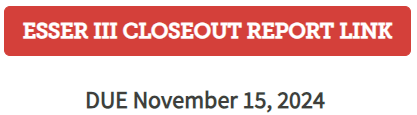 ESSER III CLOSEOUT REPORT LINK
DUE November 15, 2024